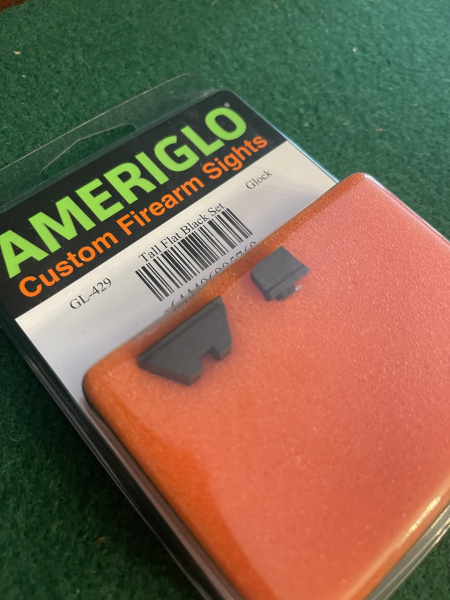 AMERIGLO
Custom Firearm Sights
GL-429
Tall Flat Black Set
Glock